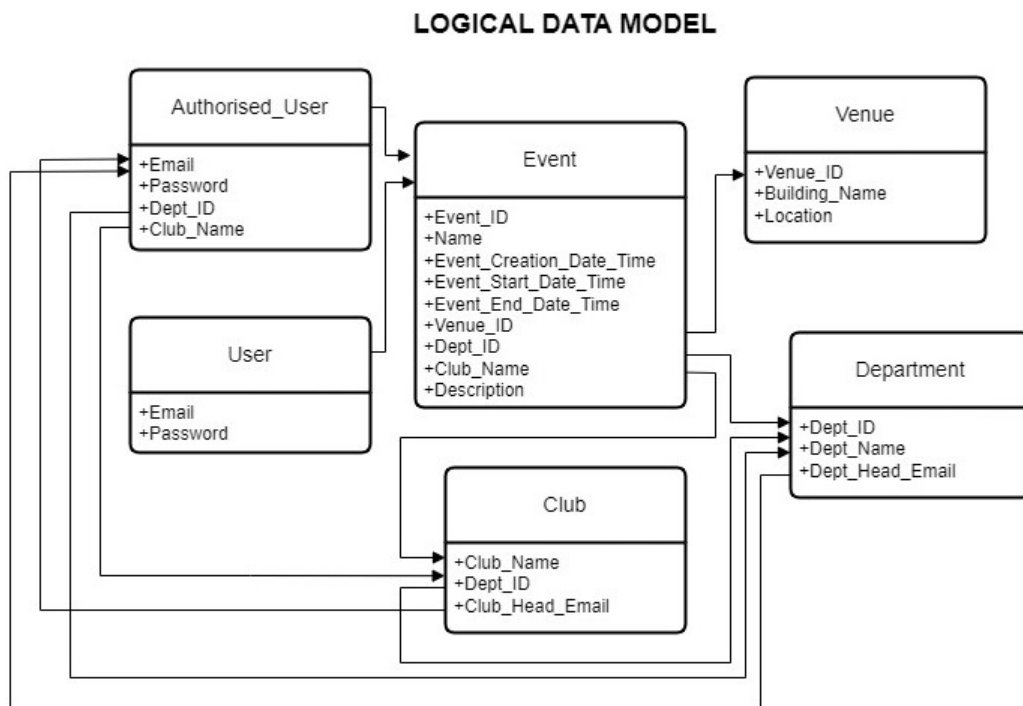 LOGICAL DATA MODEL
Authorised_User
+Email
+Password
+Dept_ID
+Club_Name
Event
+Event_ID
+Name
+Event_Creation_Date_Time
+Event_Start_Date_Time
+Event_End_Date_Time
+Venue_ID
+Dept_ID
+Club_Name
+Description
Venue
+Venue_ID
+Building_Name
+Location
User
+Email
+Password
Department
+Dept_ID
+Dept_Name
+Dept_Head_Email
Club
+Club_Name
+Dept_ID
+Club_Head_Email